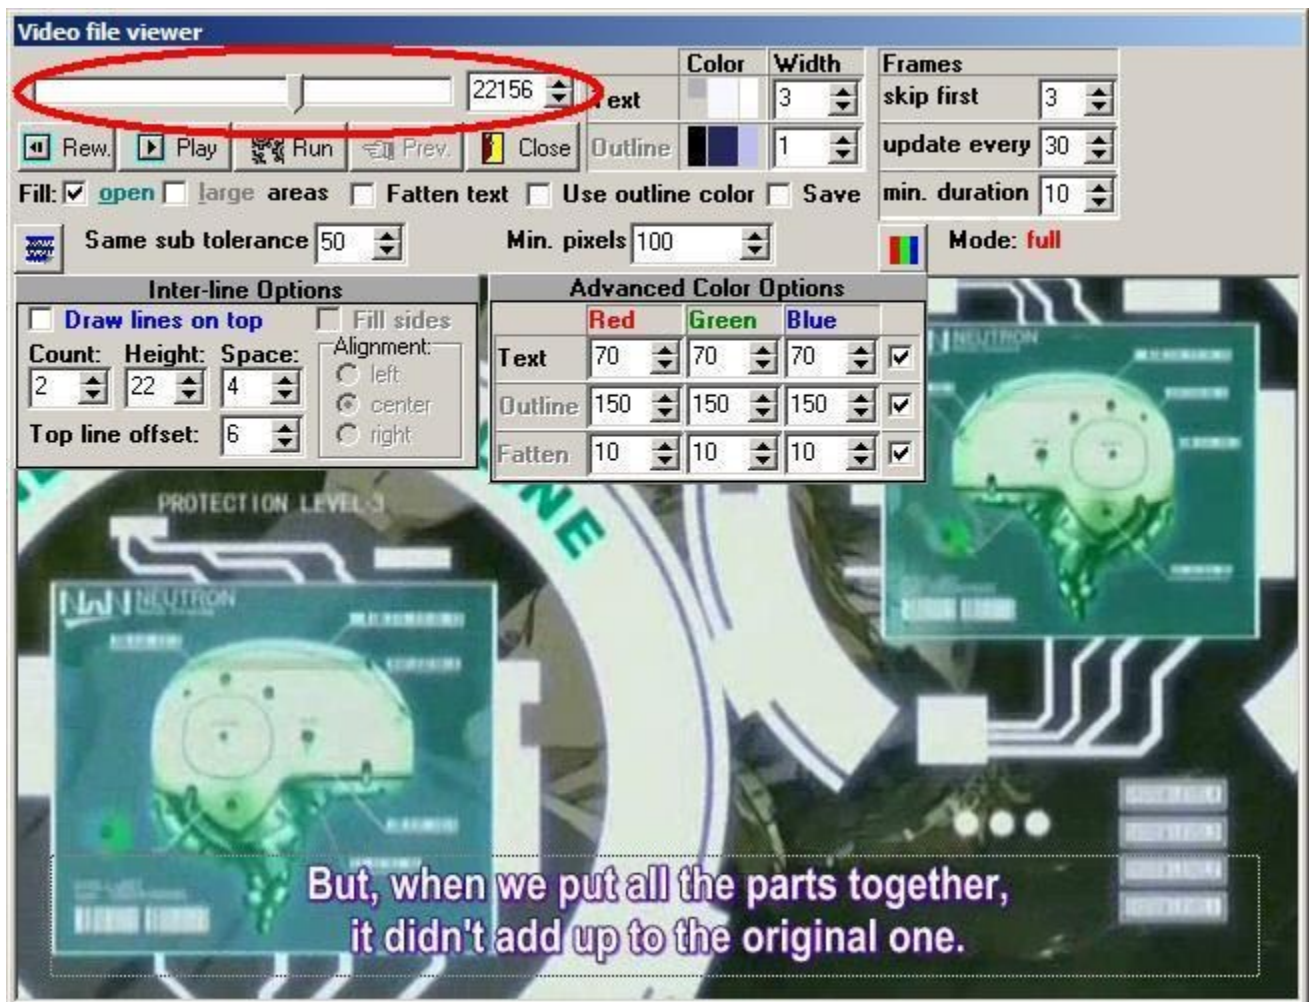 Video file viewer
22156
Color Width
Text 3
Outline 1
Frames
skip first 3
update every 30
min. duration 10
Rew. Play Run Prev. Close
Fill: open large areas Fatten text Use outline color Save
Same sub tolerance 50 Min. pixels 100 Mode: full
Inter-line Options
Draw lines on top Fill sides
Count: Height: Space:
2 22 4
Top line offset: 6
Alignment:
left
center
right
Advanced Color Options
Red Green Blue
Text 70 70 70
Outline 150 150 150
Fatten 10 10 10
NEUTRON
PROTECTION LEVEL-3
NEUTRON
But, when we put all the parts together,
it didn't add up to the original one.